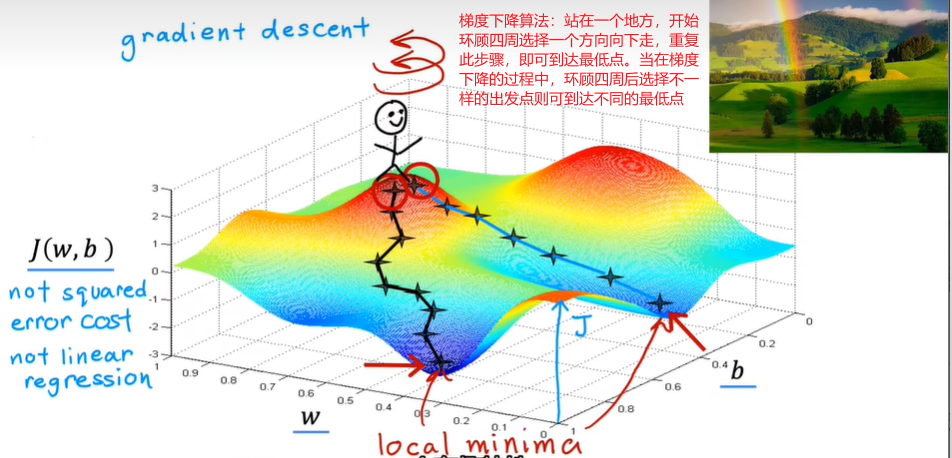 gradient descent
梯度下降算法：站在一个地方，开始
环顾四周选择一个方向向下走，重复
此步骤，即可到达最低点。当在梯度
下降的过程中，环顾四周后选择不一
样的出发点则可到达不同的最低点
J(w,b)
not squared
error cost
not linear
regression
3
2
1
0
-1
-2
-3
1
0.9
0.8
0.7
0.6
0.5
0.4
0.3
0.2
0.1
0
w
1
0.8
0.6
0.4
0.2
0
b
J
local minima